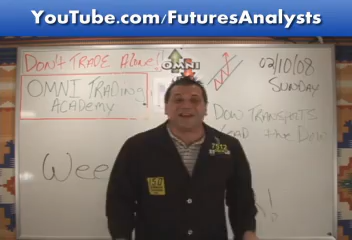 YouTube.com/FuturesAnalysts
DON'T TRADE Alone!!
OMNI
02/10/08
SUNDAY
OMNI TRADING
ACADEMY
DOW TRANSPORTS
Lead the Dow
Wee